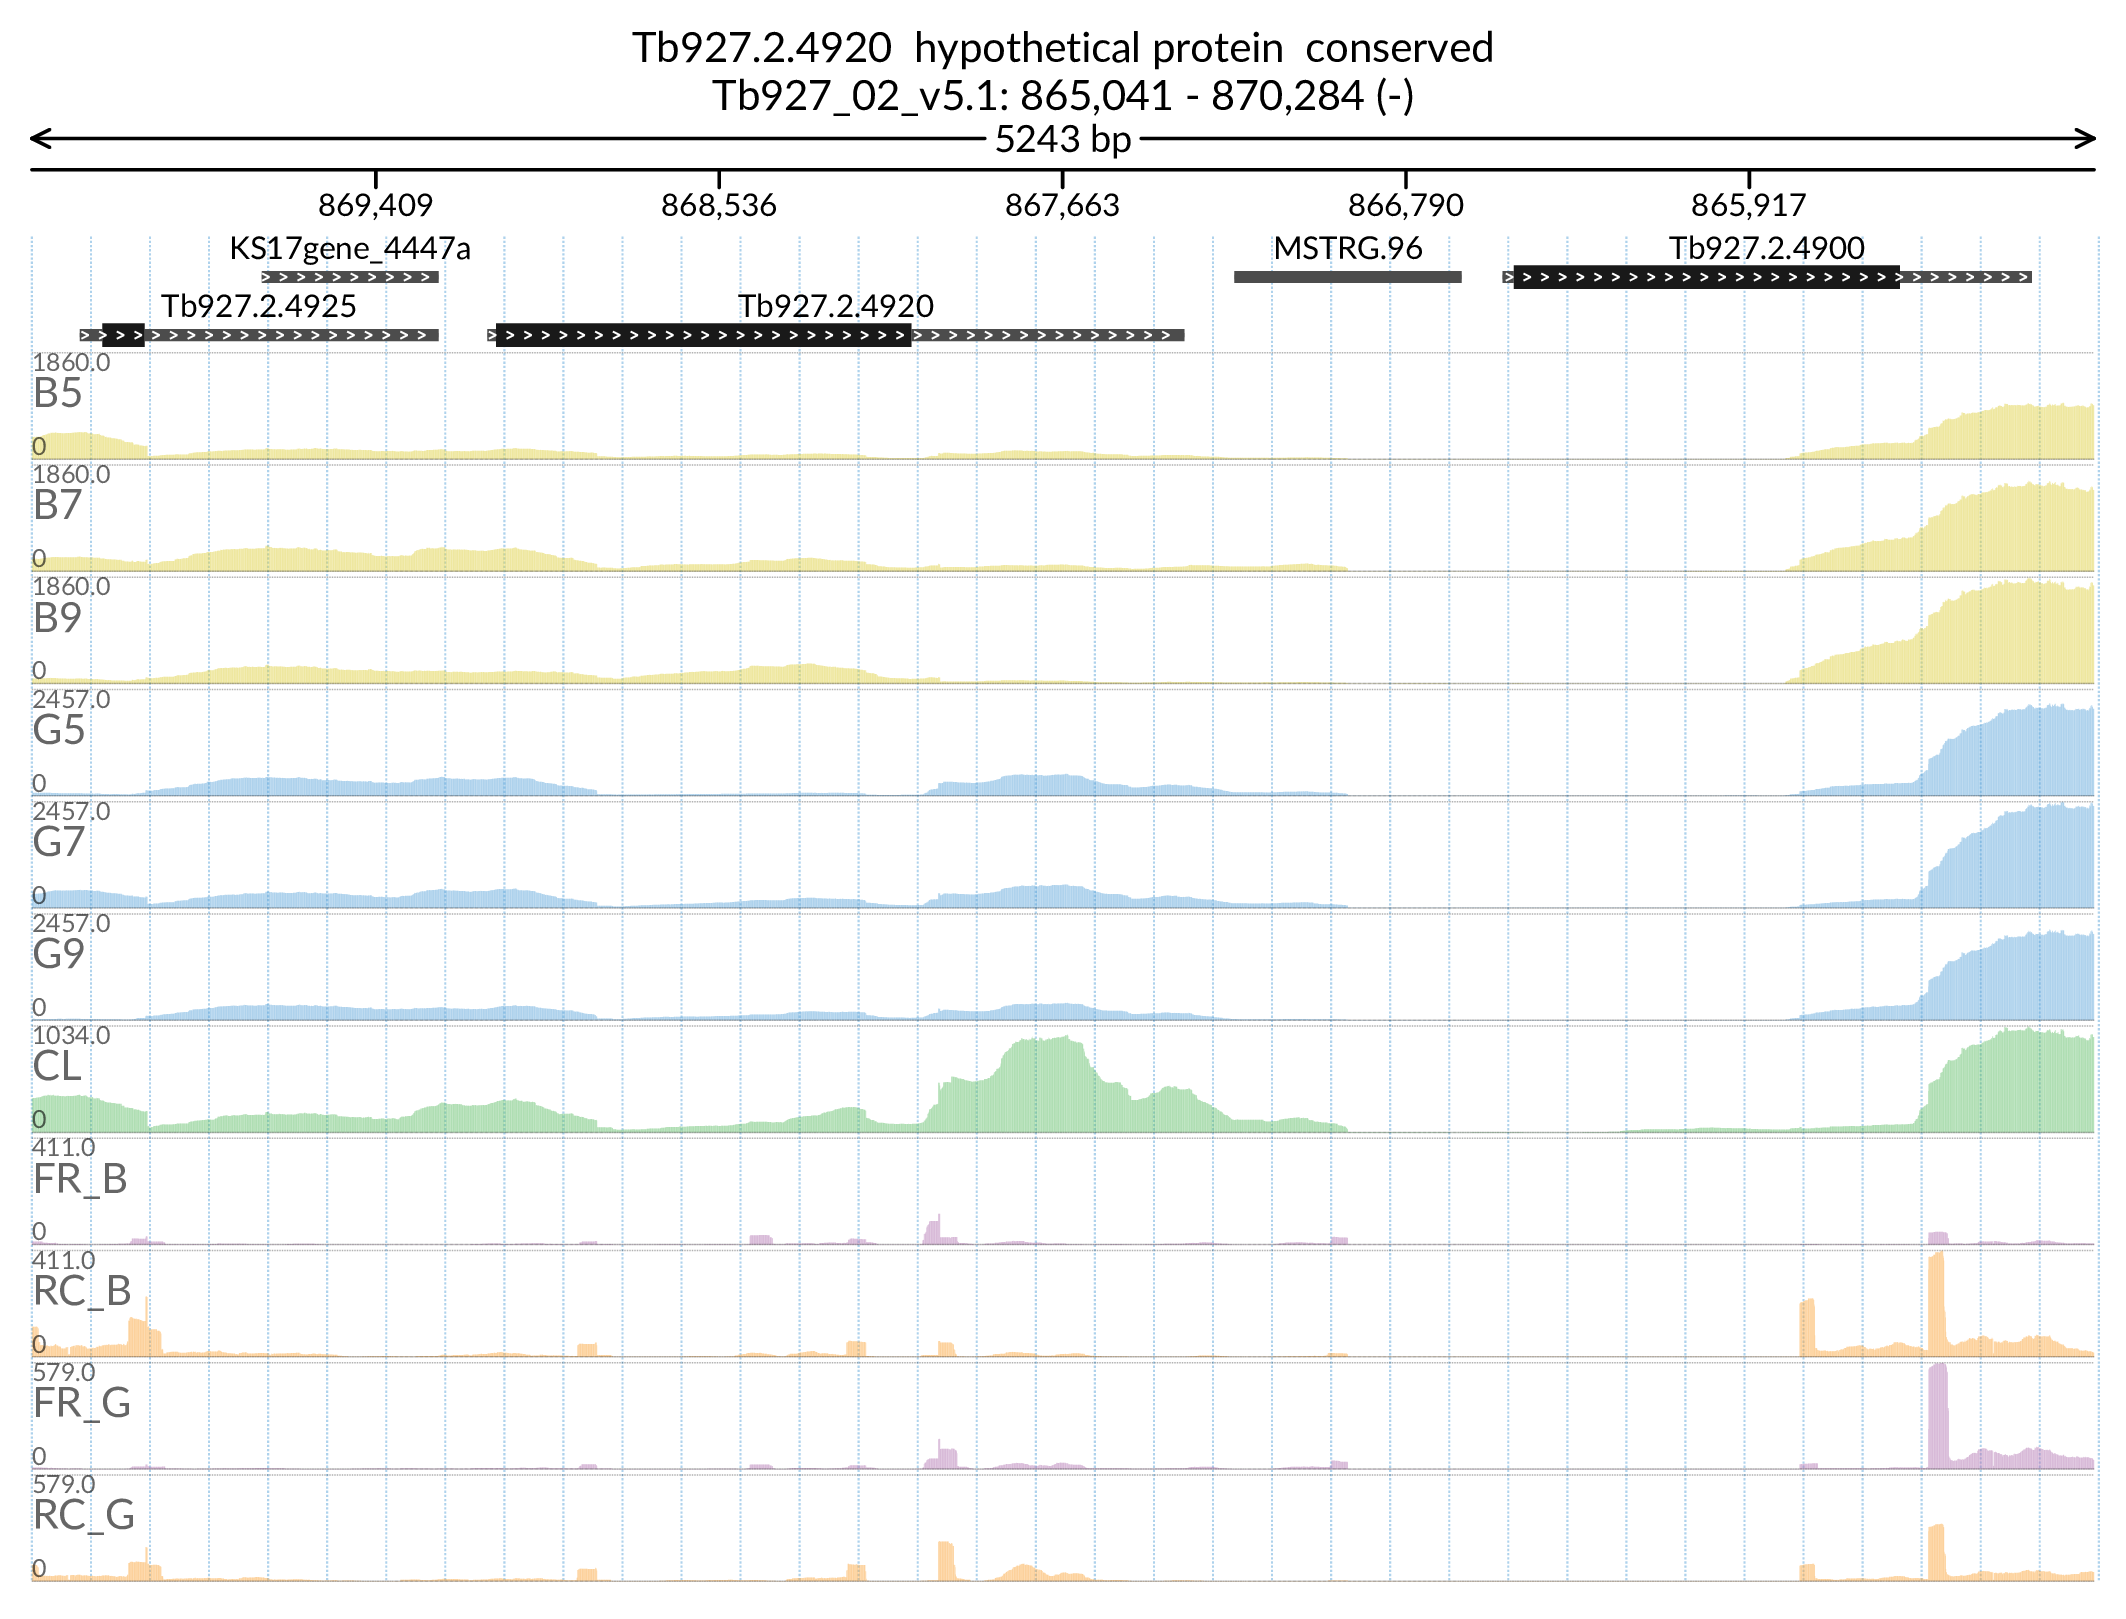 Tb927.2.4920  hypothetical protein  conserved
Tb927_02_v5.1: 865,041 - 870,284 (-)
5243 bp
869,409 868,536 867,663 866,790 865,917
KS17gene_4447a MSTRG.96 Tb927.2.4900
Tb927.2.4925 Tb927.2.4920
1860.0
B5
0
1860.0
B7
0
1860.0
B9
0
2457.0
G5
0
2457.0
G7
0
2457.0
G9
0
1034.0
CL
0
411.0
FR_B
0
411.0
RC_B
0
579.0
FR_G
0
579.0
RC_G
0